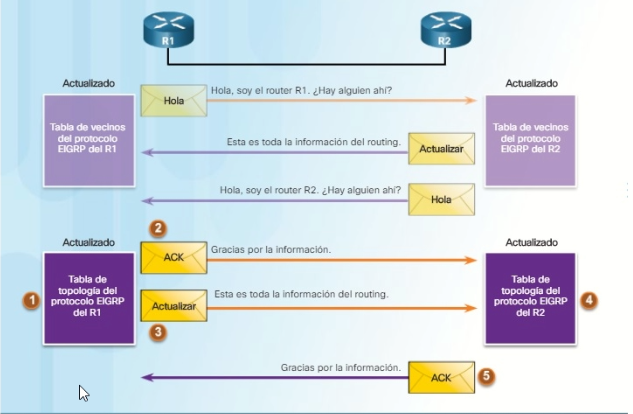 R1
R2
Actualizado
Hola
Hola, soy el router R1. ¿Hay alguien ahí?
Actualizado
Tabla de vecinos
del protocolo
EIGRP del R1
Tabla de vecinos
del protocolo
EIGRP del R2
Esta es toda la información del routing.
Actualizar
Hola, soy el router R2. ¿Hay alguien ahí?
Hola
Actualizado
2
ACK
Gracias por la información.
Actualizado
1
Tabla de
topología del
protocolo EIGRP
del R1
Actualizar
3
Esta es toda la información del routing.
Tabla de
topología del
protocolo EIGRP
del R2
4
Gracias por la información.
ACK
5